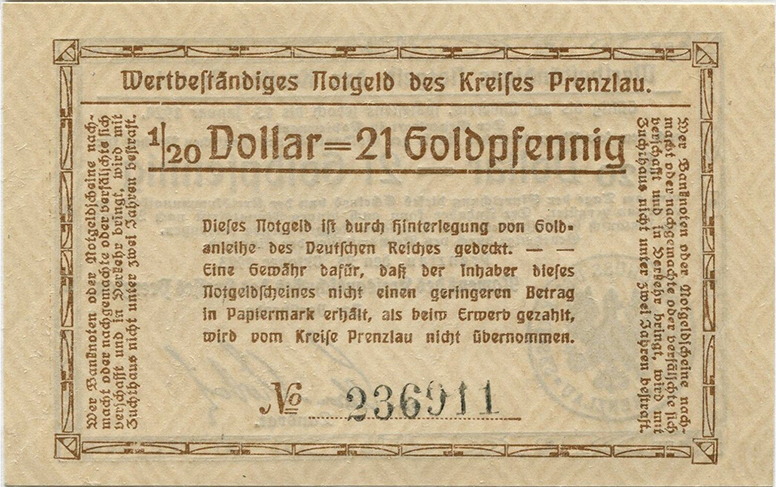 Wertbeständiges Notgeld des Kreises Prenzlau.
1/20 Dollar = 21 Goldpfennig
Dieses Notgeld ist durch Hinterlegung von Gold-
anleihe des Deutschen Reiches gedeckt. — —
Eine Gewähr dafür, daß der Inhaber dieses
Notgeldscheines nicht einen geringeren Betrag
in Papiermark erhält, als beim Erwerb gezahlt,
wird vom Kreise Prenzlau nicht übernommen.
No 236911
Wer Banknoten oder Notgeldscheine nach-
macht oder nachgemachte oder verfälschte sich
verschafft und in Verkehr bringt, wird mit
Zuchthaus nicht unter zwei Jahren bestraft.
Wer Banknoten oder Notgeldscheine nach-
macht oder nachgemachte oder verfälschte sich
verschafft und in Verkehr bringt, wird mit
Zuchthaus nicht unter zwei Jahren bestraft.